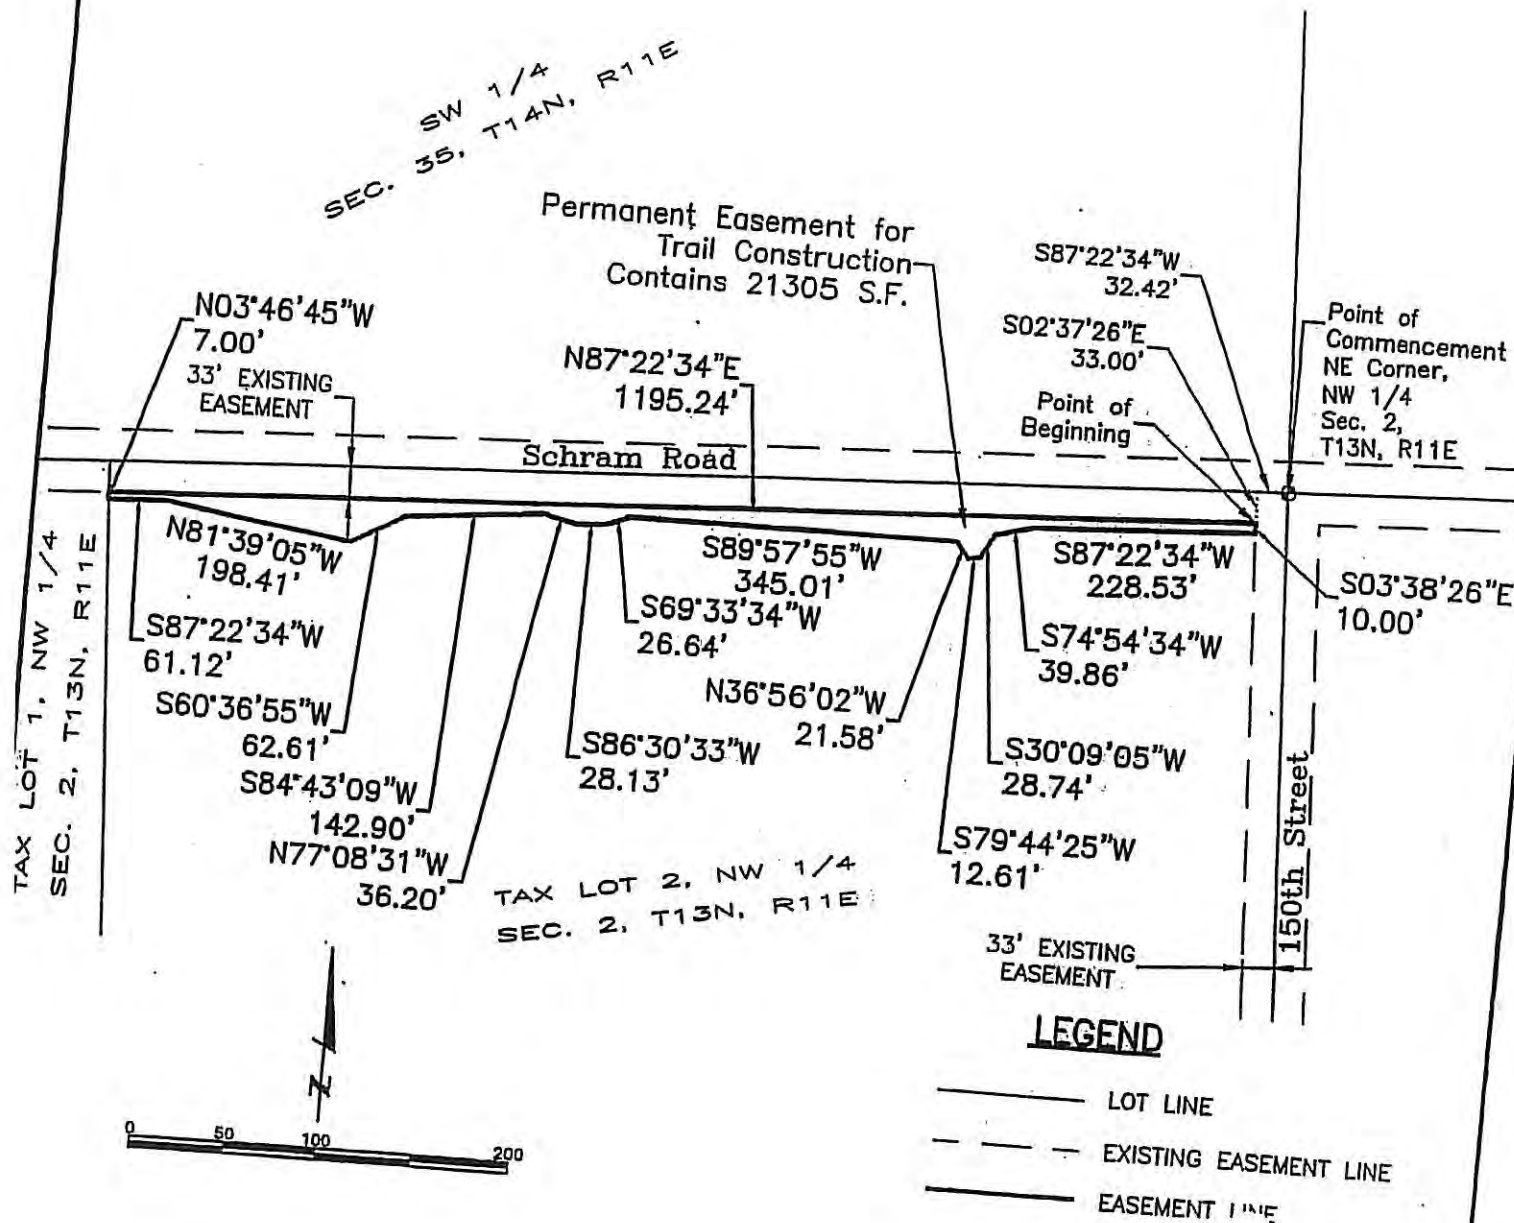 SW 1/4
SEC. 35, T14N, R11E
Permanent Easement for
Trail Construction
Contains 21305 S.F.
S87°22'34"W
32.42'
S02°37'26"E
33.00'
Point of
Beginning
Point of
Commencement
NE Corner,
NW 1/4
Sec. 2,
T13N, R11E
N03°46'45"W
7.00'
33' EXISTING
EASEMENT
N87°22'34"E
1195.24'
Schram Road
N81°39'05"W
198.41'
S87°22'34"W
61.12'
S60°36'55"W
62.61'
S84°43'09"W
142.90'
N77°08'31"W
36.20'
S86°30'33"W
28.13'
S69°33'34"W
26.64'
S89°57'55"W
345.01'
N36°56'02"W
21.58'
S79°44'25"W
12.61'
S30°09'05"W
28.74'
S74°54'34"W
39.86'
S87°22'34"W
228.53'
S03°38'26"E
10.00'
TAX LOT 1, NW 1/4
SEC. 2, T13N, R11E
TAX LOT 2, NW 1/4
SEC. 2, T13N, R11E
33' EXISTING
EASEMENT
150th Street
N
0 50 100 200
LEGEND
LOT LINE
EXISTING EASEMENT LINE
EASEMENT